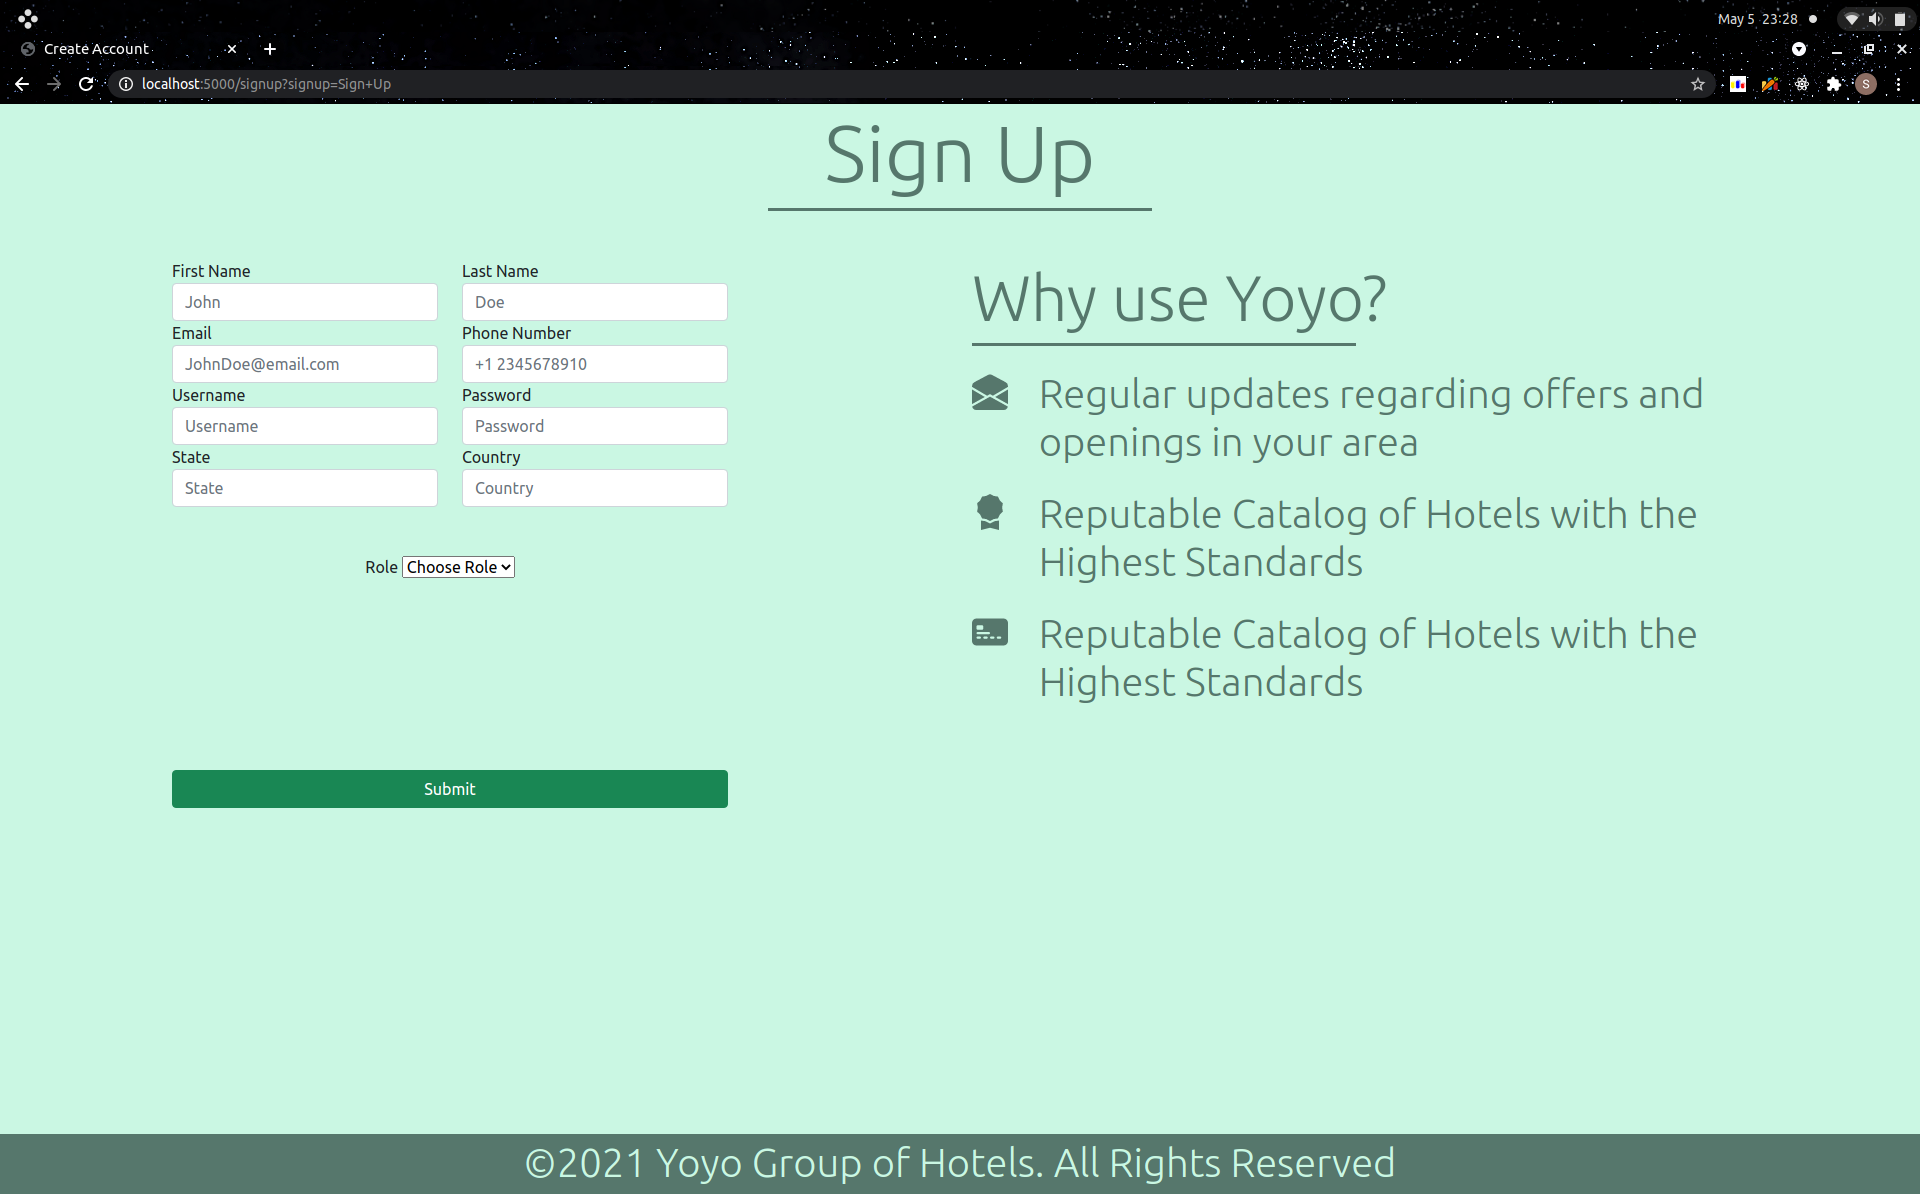 May 5 23:28
Create Account
localhost:5000/signup?signup=Sign+Up
S
Sign Up
First Name
Last Name
John
Doe
Email
Phone Number
JohnDoe@email.com
+1 2345678910
Username
Password
Username
Password
State
Country
State
Country
Role Choose Role
Submit
Why use Yoyo?
Regular updates regarding offers and
openings in your area
Reputable Catalog of Hotels with the
Highest Standards
Reputable Catalog of Hotels with the
Highest Standards
©2021 Yoyo Group of Hotels. All Rights Reserved